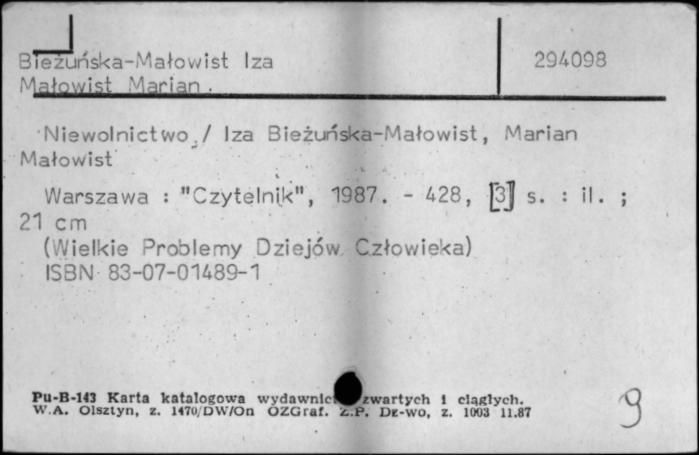 Bieżuńska-Małowist Iza
294098
Małowist Marian.
Niewolnictwo / Iza Bieżuńska-Małowist, Marian
Małowist
Warszawa : "Czytelnik", 1987. - 428, [3] s. : il. ;
21 cm
(Wielkie Problemy Dziejów Człowieka)
ISBN 83-07-01489-1
Pu-B-143 Karta katalogowa zwartych i ciągłych.
W.A. Olsztyn, z. 1470/DW/On OZGraf. Z.P. Dz-wo, z. 1003 11.87
9